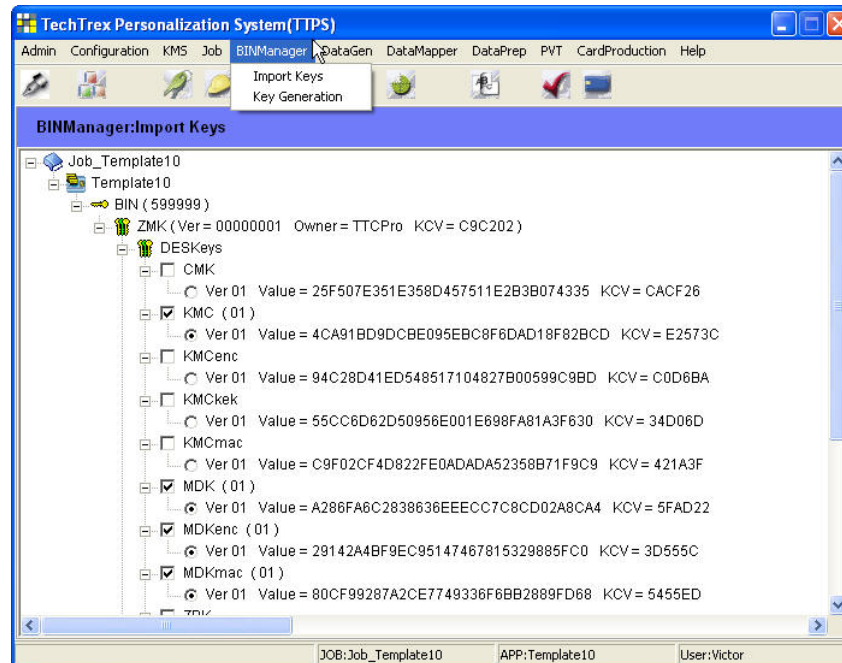 TechTrex Personalization System(TTPS)
Admin Configuration KMS Job BINManager DataGen DataMapper DataPrep PVT CardProduction Help
Import Keys
Key Generation
BINManager:Import Keys
Job_Template10
Template10
BIN ( 599999 )
ZMK ( Ver = 00000001 Owner = TTCPro KCV = C9C202 )
DESKeys
CMK
Ver 01 Value = 25F507E351E358D457511E2B3B074335 KCV = CACF26
KMC ( 01 )
Ver 01 Value = 4CA91BD9DCBE095EBC8F6DAD18F82BCD KCV = E2573C
KMCenc
Ver 01 Value = 94C28D41ED548517104827B00599C9BD KCV = C0D6BA
KMCkek
Ver 01 Value = 55CC6D62D50956E001E698FA81A3F630 KCV = 34D06D
KMCmac
Ver 01 Value = C9F02CF4D822FE0ADADA52358B71F9C9 KCV = 421A3F
MDK ( 01 )
Ver 01 Value = A286FA6C2838636EEECC7C8CD02A8CA4 KCV = 5FAD22
MDKenc ( 01 )
Ver 01 Value = 29142A4BF9EC95147467815329885FC0 KCV = 3D555C
MDKmac ( 01 )
Ver 01 Value = 80CF99287A2CE7749336F6BB2889FD68 KCV = 5455ED
JOB:Job_Template10 APP:Template10 User:Victor